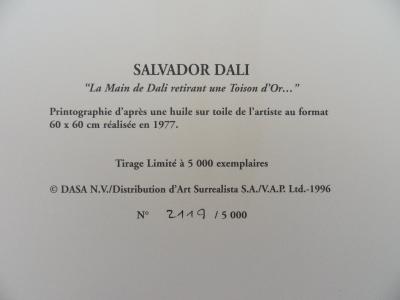 SALVADOR DALI
“La Main de Dali retirant une Toison d’Or…”
Printographie d’après une huile sur toile de l’artiste au format
60 x 60 cm réalisée en 1977.
Tirage Limité à 5 000 exemplaires
© DASA N.V./Distribution d’Art Surrealista S.A./V.A.P. Ltd.-1996
N° 2119 / 5 000